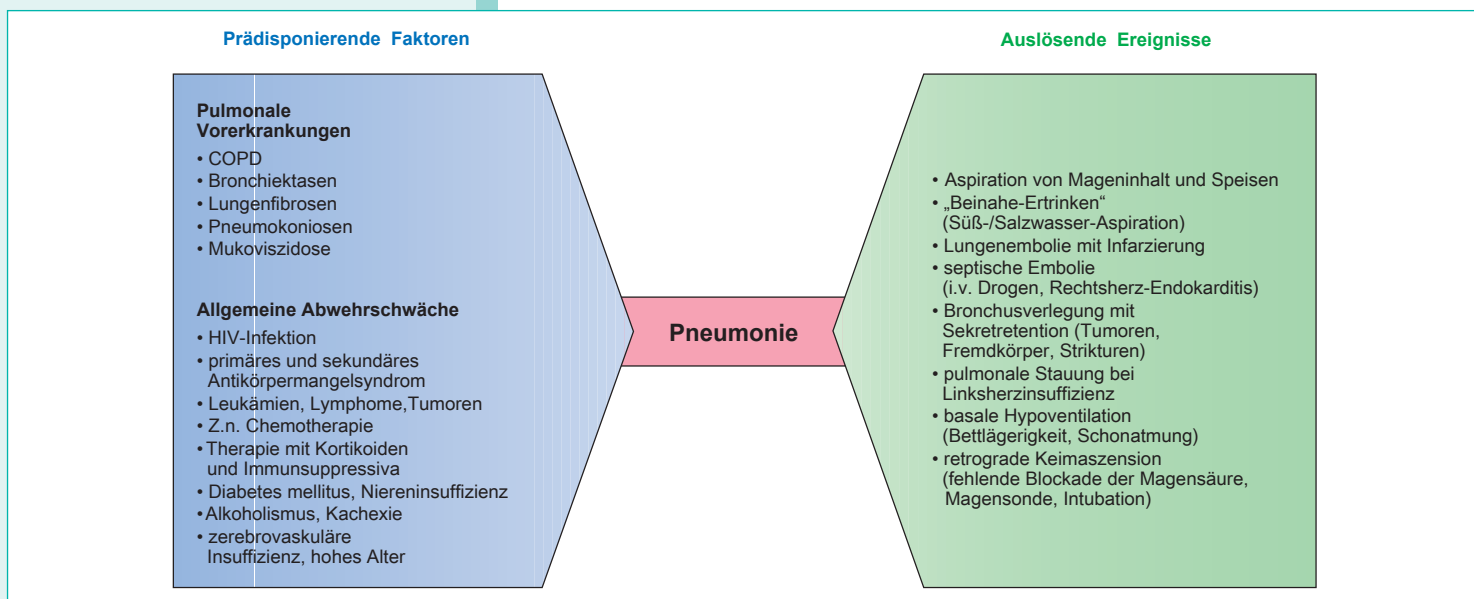 Prädisponierende Faktoren
Pulmonale
Vorerkrankungen
• COPD
• Bronchiektasen
• Lungenfibrosen
• Pneumokoniosen
• Mukoviszidose
Allgemeine Abwehrschwäche
• HIV-Infektion
• primäres und sekundäres
Antikörpermangelsyndrom
• Leukämien, Lymphome,Tumoren
• Z.n. Chemotherapie
• Therapie mit Kortikoiden
und Immunsuppressiva
• Diabetes mellitus, Niereninsuffizienz
• Alkoholismus, Kachexie
• zerebrovaskuläre
Insuffizienz, hohes Alter
Pneumonie
Auslösende Ereignisse
• Aspiration von Mageninhalt und Speisen
• „Beinahe-Ertrinken“
(Süß-/Salzwasser-Aspiration)
• Lungenembolie mit Infarzierung
• septische Embolie
(i.v. Drogen, Rechtsherz-Endokarditis)
• Bronchusverlegung mit
Sekretretention (Tumoren,
Fremdkörper, Strikturen)
• pulmonale Stauung bei
Linksherzinsuffizienz
• basale Hypoventilation
(Bettlägerigkeit, Schonatmung)
• retrograde Keimaszension
(fehlende Blockade der Magensäure,
Magensonde, Intubation)